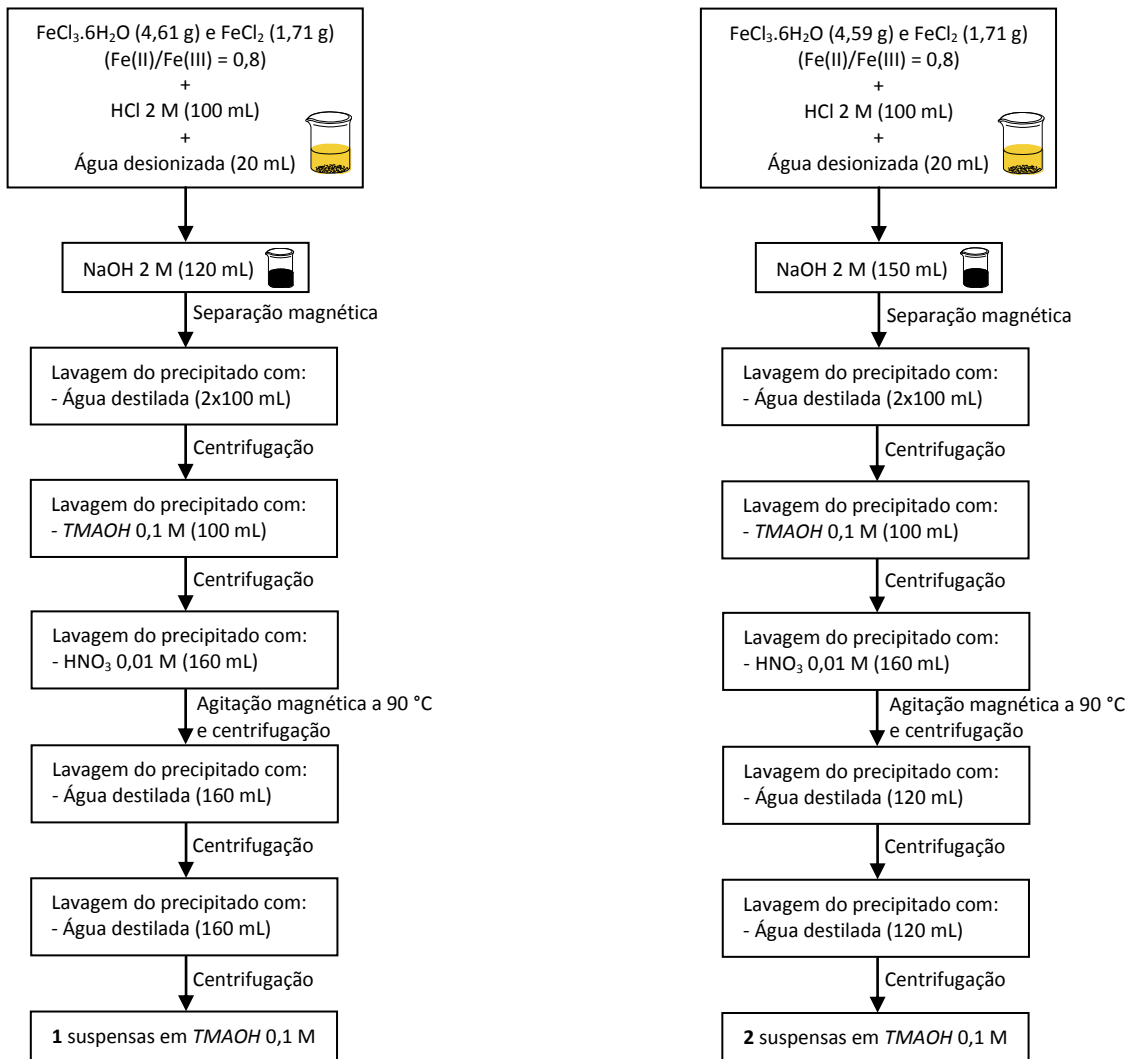 FeCl₃.6H₂O (4,61 g) e FeCl₂ (1,71 g)
(Fe(II)/Fe(III) = 0,8)
+
HCl 2 M (100 mL)
+
Água desionizada (20 mL)
NaOH 2 M (120 mL)
Separação magnética
Lavagem do precipitado com:
- Água destilada (2x100 mL)
Centrifugação
Lavagem do precipitado com:
- TMAOH 0,1 M (100 mL)
Centrifugação
Lavagem do precipitado com:
- HNO₃ 0,01 M (160 mL)
Agitação magnética a 90 °C
e centrifugação
Lavagem do precipitado com:
- Água destilada (160 mL)
Centrifugação
Lavagem do precipitado com:
- Água destilada (160 mL)
Centrifugação
1 suspensas em TMAOH 0,1 M
FeCl₃.6H₂O (4,59 g) e FeCl₂ (1,71 g)
(Fe(II)/Fe(III) = 0,8)
+
HCl 2 M (100 mL)
+
Água desionizada (20 mL)
NaOH 2 M (150 mL)
Separação magnética
Lavagem do precipitado com:
- Água destilada (2x100 mL)
Centrifugação
Lavagem do precipitado com:
- TMAOH 0,1 M (100 mL)
Centrifugação
Lavagem do precipitado com:
- HNO₃ 0,01 M (160 mL)
Agitação magnética a 90 °C
e centrifugação
Lavagem do precipitado com:
- Água destilada (120 mL)
Centrifugação
Lavagem do precipitado com:
- Água destilada (120 mL)
Centrifugação
2 suspensas em TMAOH 0,1 M